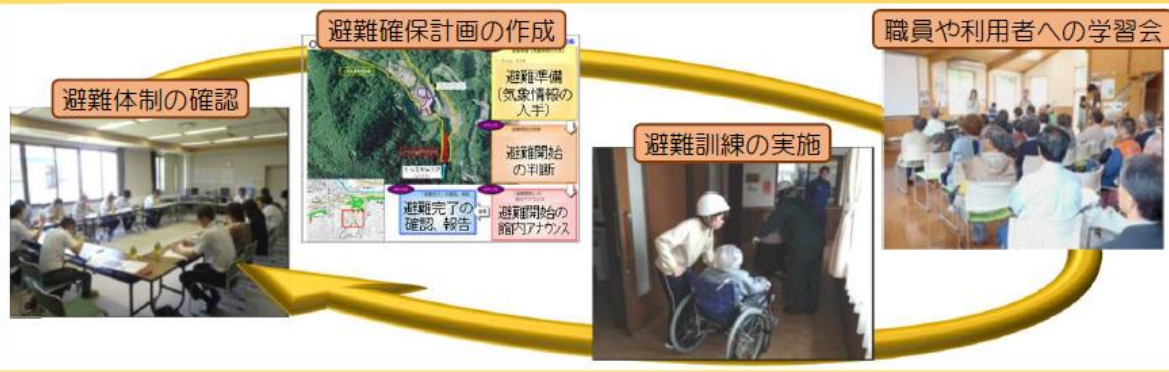 避難確保計画の作成
職員や利用者への学習会
避難体制の確認
避難準備
(気象情報の
入手)
避難開始
の判断
避難訓練の実施
避難完了の
確認、報告
避難開始の
館内アナウンス